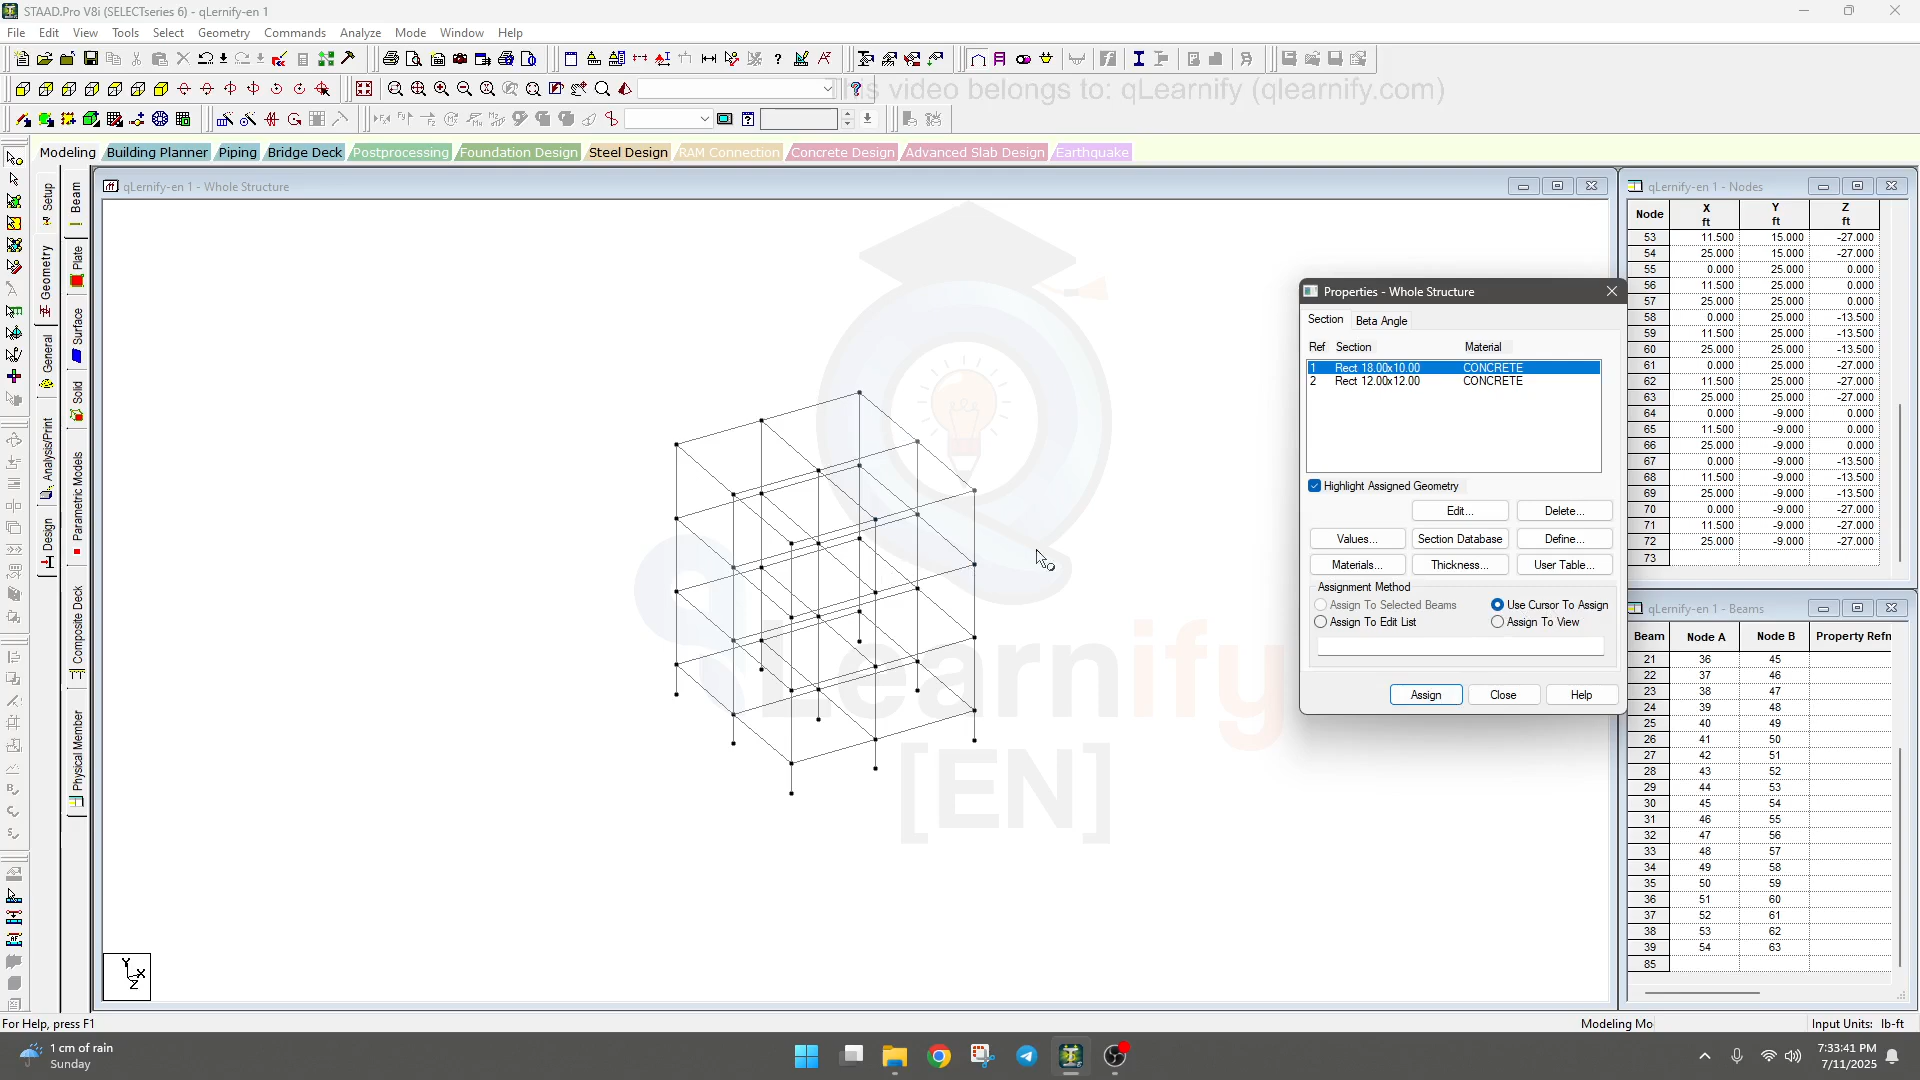 STAAD.Pro V8i (SELECTseries 6) - qLernify-en 1
File Edit View Tools Select Geometry Commands Analyze Mode Window Help
This video belongs to: qLearnify (qlearnify.com)
Modeling Building Planner Piping Bridge Deck Postprocessing Foundation Design Steel Design RAM Connection Concrete Design Advanced Slab Design Earthquake
Setup
Geometry
General
Analysis/Print
Design
Beam
Plate
Surface
Solid
Parametric Models
Composite Deck
Physical Member
qLernify-en 1 - Whole Structure
Learnify
[EN]
Y
X
Z
Properties - Whole Structure
Section Beta Angle
Ref Section Material
1 Rect 18.00x10.00 CONCRETE
2 Rect 12.00x12.00 CONCRETE
Highlight Assigned Geometry
Edit... Delete...
Values... Section Database Define...
Materials... Thickness... User Table...
Assignment Method
Assign To Selected Beams Use Cursor To Assign
Assign To Edit List Assign To View
Assign Close Help
qLernify-en 1 - Nodes
Node X ft Y ft Z ft
53 11.500 15.000 -27.000
54 25.000 15.000 -27.000
55 0.000 25.000 0.000
56 11.500 25.000 0.000
57 25.000 25.000 0.000
58 0.000 25.000 -13.500
59 11.500 25.000 -13.500
60 25.000 25.000 -13.500
61 0.000 25.000 -27.000
62 11.500 25.000 -27.000
63 25.000 25.000 -27.000
64 0.000 -9.000 0.000
65 11.500 -9.000 0.000
66 25.000 -9.000 0.000
67 0.000 -9.000 -13.500
68 11.500 -9.000 -13.500
69 25.000 -9.000 -13.500
70 0.000 -9.000 -27.000
71 11.500 -9.000 -27.000
72 25.000 -9.000 -27.000
73
qLernify-en 1 - Beams
Beam Node A Node B Property Refn
21 36 45
22 37 46
23 38 47
24 39 48
25 40 49
26 41 50
27 42 51
28 43 52
29 44 53
30 45 54
31 46 55
32 47 56
33 48 57
34 49 58
35 50 59
36 51 60
37 52 61
38 53 62
39 54 63
85
For Help, press F1
Modeling Mo
Input Units: lb-ft
1 cm of rain
Sunday
7:33:41 PM
7/11/2025